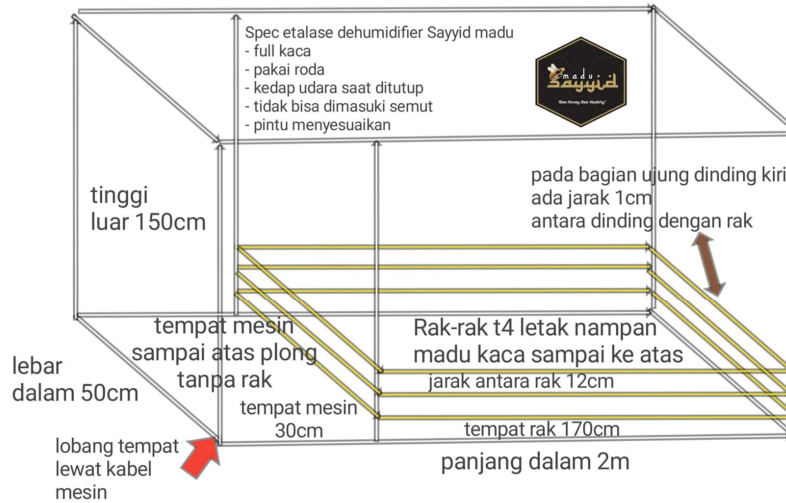 Spec etalase dehumidifier Sayyid madu
- full kaca
- pakai roda
- kedap udara saat ditutup
- tidak bisa dimasuki semut
- pintu menyesuaikan
madu
Sayyid
"Bee Honey Bee Healthy"
tinggi
luar 150cm
pada bagian ujung dinding kiri
ada jarak 1cm
antara dinding dengan rak
tempat mesin
sampai atas plong
tanpa rak
Rak-rak t4 letak nampan
madu kaca sampai ke atas
jarak antara rak 12cm
lebar
dalam 50cm
tempat mesin
30cm
tempat rak 170cm
lobang tempat
lewat kabel
mesin
panjang dalam 2m